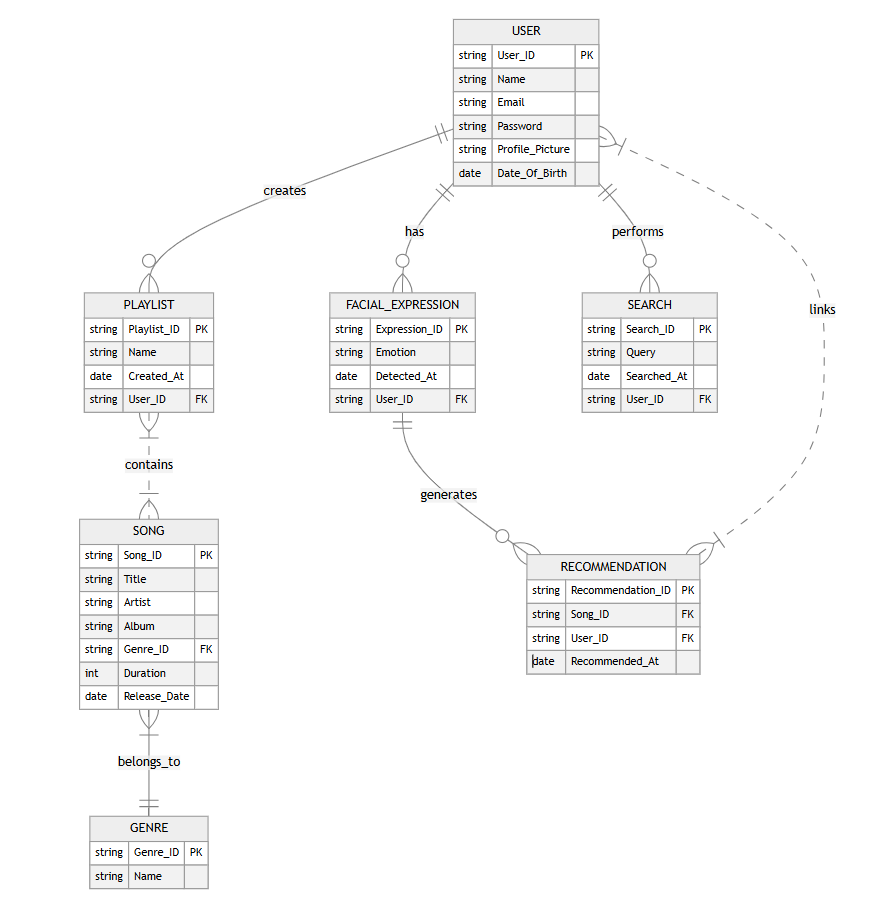 USER
string User_ID PK
string Name
string Email
string Password
string Profile_Picture
date Date_Of_Birth
creates
has
performs
links
PLAYLIST
string Playlist_ID PK
string Name
date Created_At
string User_ID FK
FACIAL_EXPRESSION
string Expression_ID PK
string Emotion
date Detected_At
string User_ID FK
SEARCH
string Search_ID PK
string Query
date Searched_At
string User_ID FK
contains
generates
SONG
string Song_ID PK
string Title
string Artist
string Album
string Genre_ID FK
int Duration
date Release_Date
RECOMMENDATION
string Recommendation_ID PK
string Song_ID FK
string User_ID FK
date Recommended_At
belongs_to
GENRE
string Genre_ID PK
string Name